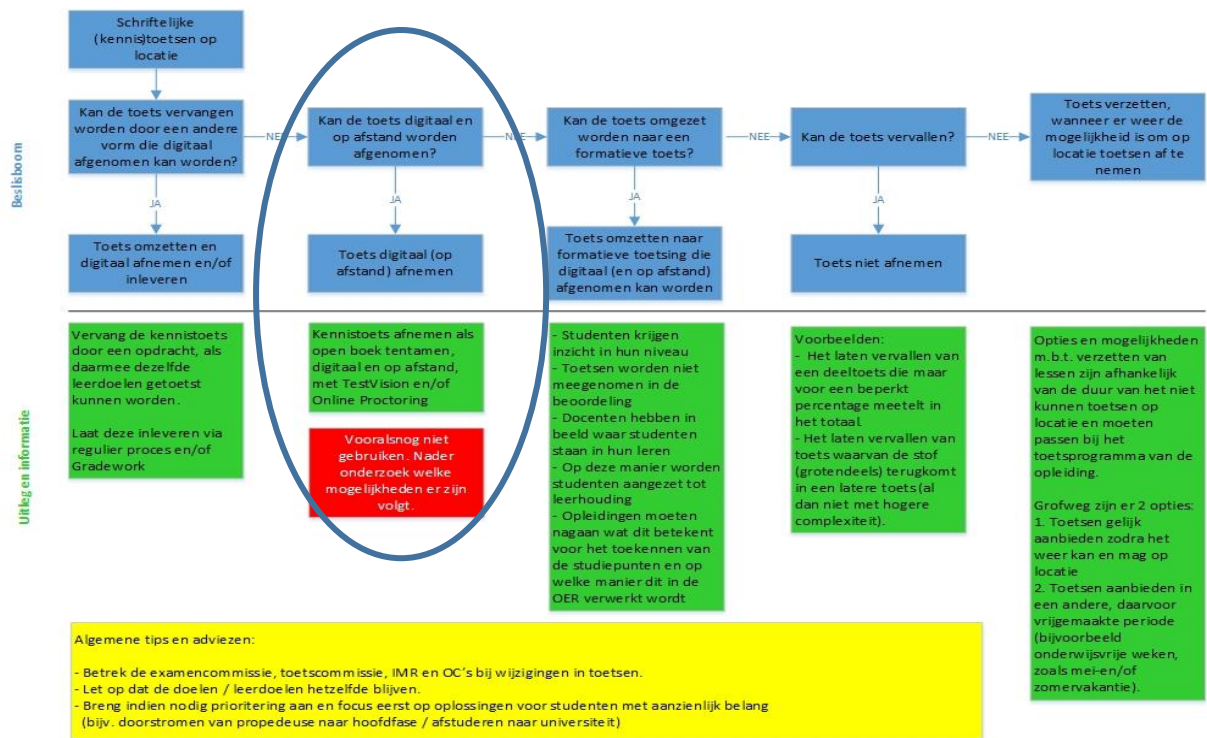 Schriftelijke
(kennis)toetsen op
locatie
Beslisboom
Kan de toets vervangen
worden door een andere
vorm die digitaal
afgenomen kan worden?
NEE
Kan de toets digitaal en
op afstand worden
afgenomen?
NEE
Kan de toets omgezet
worden naar een
formatieve toets?
NEE
Kan de toets vervallen?
NEE
Toets verzetten,
wanneer er weer de
mogelijkheid is om op
locatie toetsen af te
nemen
JA
JA
JA
JA
Toets omzetten en
digitaal afnemen en/of
inleveren
Toets digitaal (op
afstand) afnemen
Toets omzetten naar
formatieve toetsing die
digitaal (en op afstand)
afgenomen kan worden
Toets niet afnemen
Uitleg en informatie
Vervang de kennistoets
door een opdracht, als
daarmee dezelfde
leerdoelen getoetst
kunnen worden.
Laat deze inleveren via
regulier proces en/of
Gradework
Kennistoets afnemen als
open boek tentamen,
digitaal en op afstand,
met TestVision en/of
Online Proctoring
Vooralsnog niet
gebruiken. Nader
onderzoek welke
mogelijkheden er zijn
volgt.
- Studenten krijgen
inzicht in hun niveau
- Toetsen worden niet
meegenomen in de
beoordeling
- Docenten hebben in
beeld waar studenten
staan in hun leren
- Op deze manier worden
studenten aangezet tot
leerhouding
- Opleidingen moeten
nagaan wat dit betekent
voor het toekennen van
de studiepunten en op
welke manier dit in de
OER verwerkt wordt
Voorbeelden:
- Het laten vervallen van
een deeltoets die maar
voor een beperkt
percentage meetelt in
het totaal.
- Het laten vervallen van
toets waarvan de stof
(grotendeels) terugkomt
in een latere toets (al
dan niet met hogere
complexiteit).
Opties en mogelijkheden
m.b.t. verzetten van
lessen zijn afhankelijk
van de duur van het niet
kunnen toetsen op
locatie en moeten
passen bij het
toetsprogramma van de
opleiding.
Grofweg zijn er 2 opties:
1. Toetsen gelijk
aanbieden zodra het
weer kan en mag op
locatie
2. Toetsen aanbieden in
een andere, daarvoor
vrijgemaakte periode
(bijvoorbeeld
onderwijsvrije weken,
zoals mei-en/of
zomervakantie).
Algemene tips en adviezen:
- Betrek de examencommissie, toetscommissie, IMR en OC's bij wijzigingen in toetsen.
- Let op dat de doelen / leerdoelen hetzelfde blijven.
- Breng indien nodig prioritering aan en focus eerst op oplossingen voor studenten met aanzienlijk belang
(bijv. doorstromen van propedeuse naar hoofdfase / afstuderen naar universiteit)